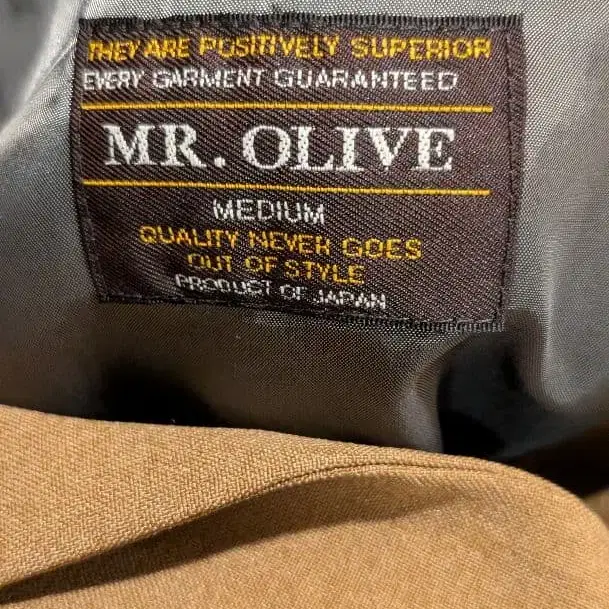 THEY ARE POSITIVELY SUPERIOR
EVERY GARMENT GUARANTEED
MR. OLIVE
MEDIUM
QUALITY NEVER GOES
OUT OF STYLE
PRODUCT OF JAPAN